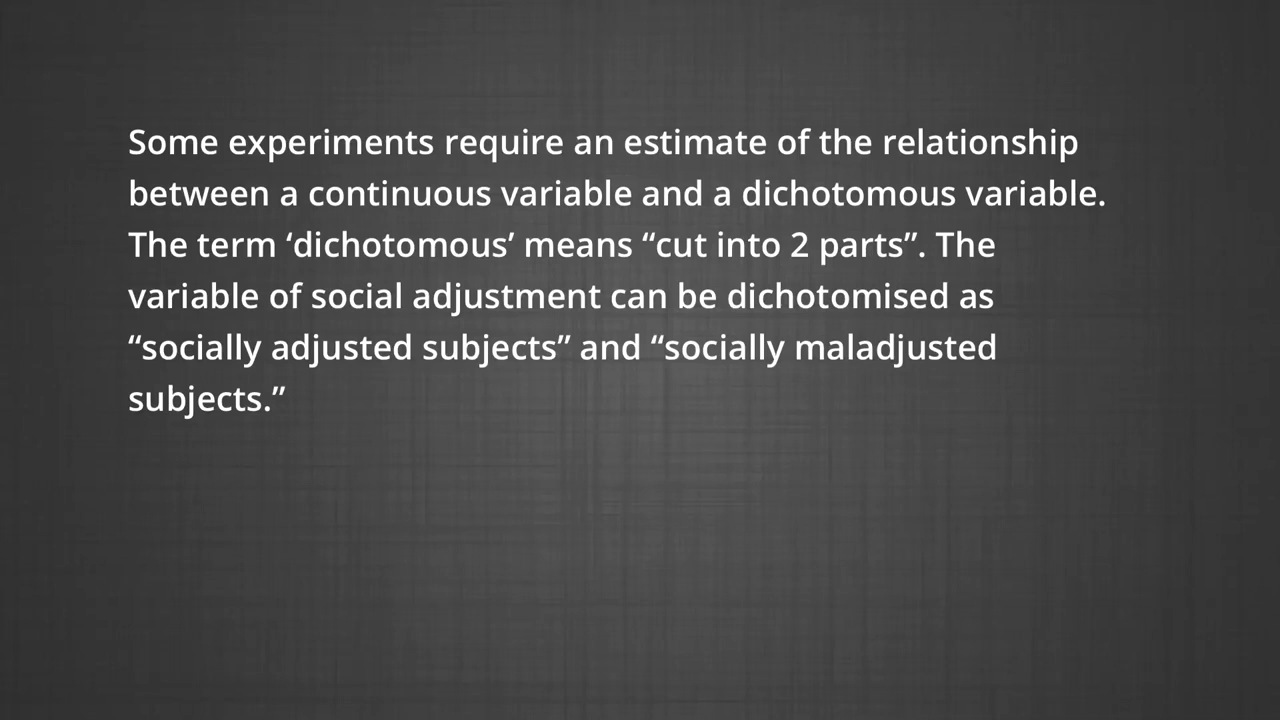 Some experiments require an estimate of the relationship
between a continuous variable and a dichotomous variable.
The term ‘dichotomous’ means “cut into 2 parts”. The
variable of social adjustment can be dichotomised as
“socially adjusted subjects” and “socially maladjusted
subjects.”